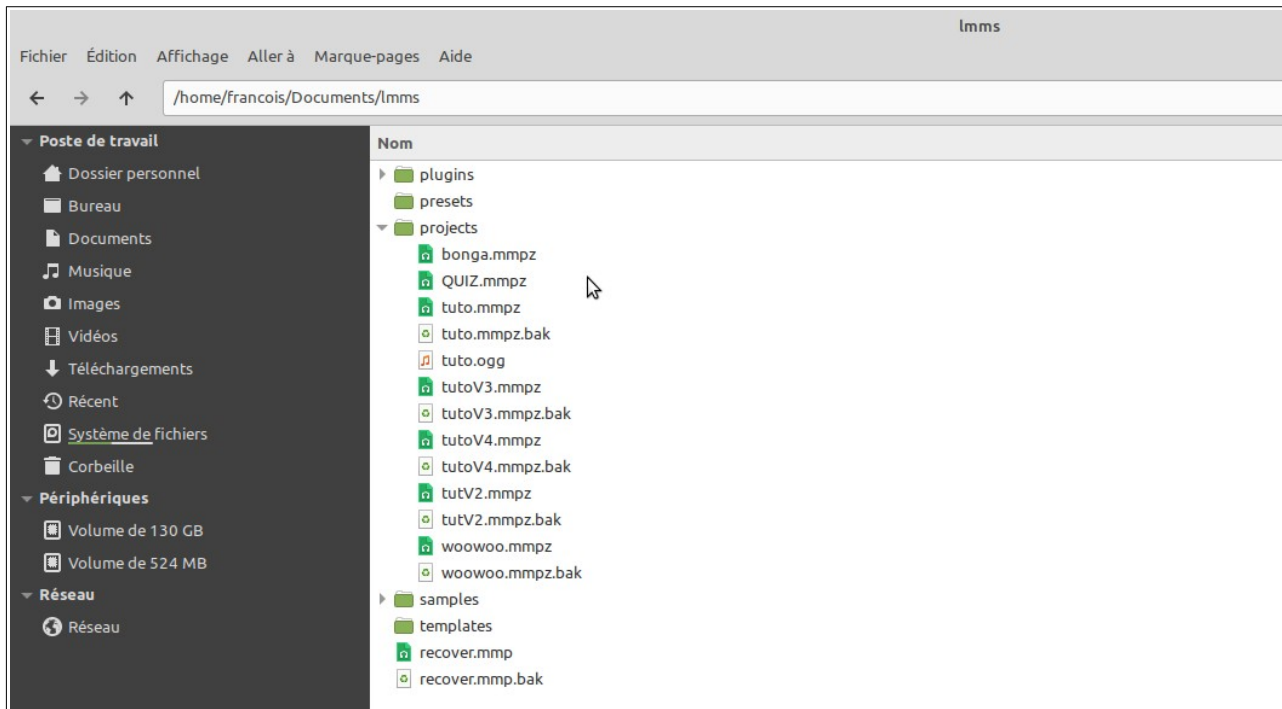 lmms
Fichier Édition Affichage Aller à Marque-pages Aide
/home/francois/Documents/lmms
Poste de travail
Dossier personnel
Bureau
Documents
Musique
Images
Vidéos
Téléchargements
Récent
Système de fichiers
Corbeille
Périphériques
Volume de 130 GB
Volume de 524 MB
Réseau
Réseau
Nom
plugins
presets
projects
bonga.mmpz
QUIZ.mmpz
tuto.mmpz
tuto.mmpz.bak
tuto.ogg
tutoV3.mmpz
tutoV3.mmpz.bak
tutoV4.mmpz
tutoV4.mmpz.bak
tutV2.mmpz
tutV2.mmpz.bak
woowoo.mmpz
woowoo.mmpz.bak
samples
templates
recover.mmp
recover.mmp.bak